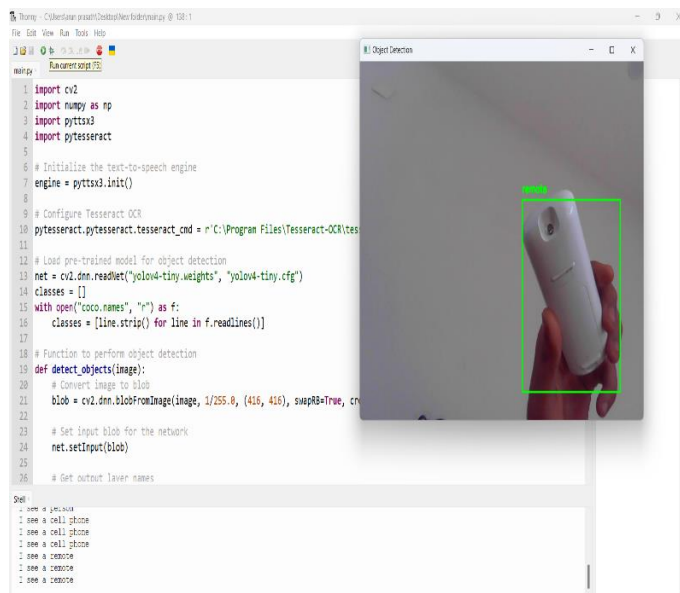 Thonny - C:\Users\arun prasath\Desktop\New folder\main.py @ 138 : 1
File Edit View Run Tools Help
Run current script (F5)
main.py
1 import cv2
2 import numpy as np
3 import pyttsx3
4 import pytesseract
5
6 # Initialize the text-to-speech engine
7 engine = pyttsx3.init()
8
9 # Configure Tesseract OCR
10 pytesseract.pytesseract.tesseract_cmd = r'C:\Program Files\Tesseract-OCR\tes
11
12 # Load pre-trained model for object detection
13 net = cv2.dnn.readNet("yolov4-tiny.weights", "yolov4-tiny.cfg")
14 classes = []
15 with open("coco.names", "r") as f:
16 classes = [line.strip() for line in f.readlines()]
17
18 # Function to perform object detection
19 def detect_objects(image):
20 # Convert image to blob
21 blob = cv2.dnn.blobFromImage(image, 1/255.0, (416, 416), swapRB=True, cr
22
23 # Set input blob for the network
24 net.setInput(blob)
25
26 # Get output layer names
Object Detection
remote
Shell
I see a person
I see a cell phone
I see a cell phone
I see a cell phone
I see a remote
I see a remote
I see a remote